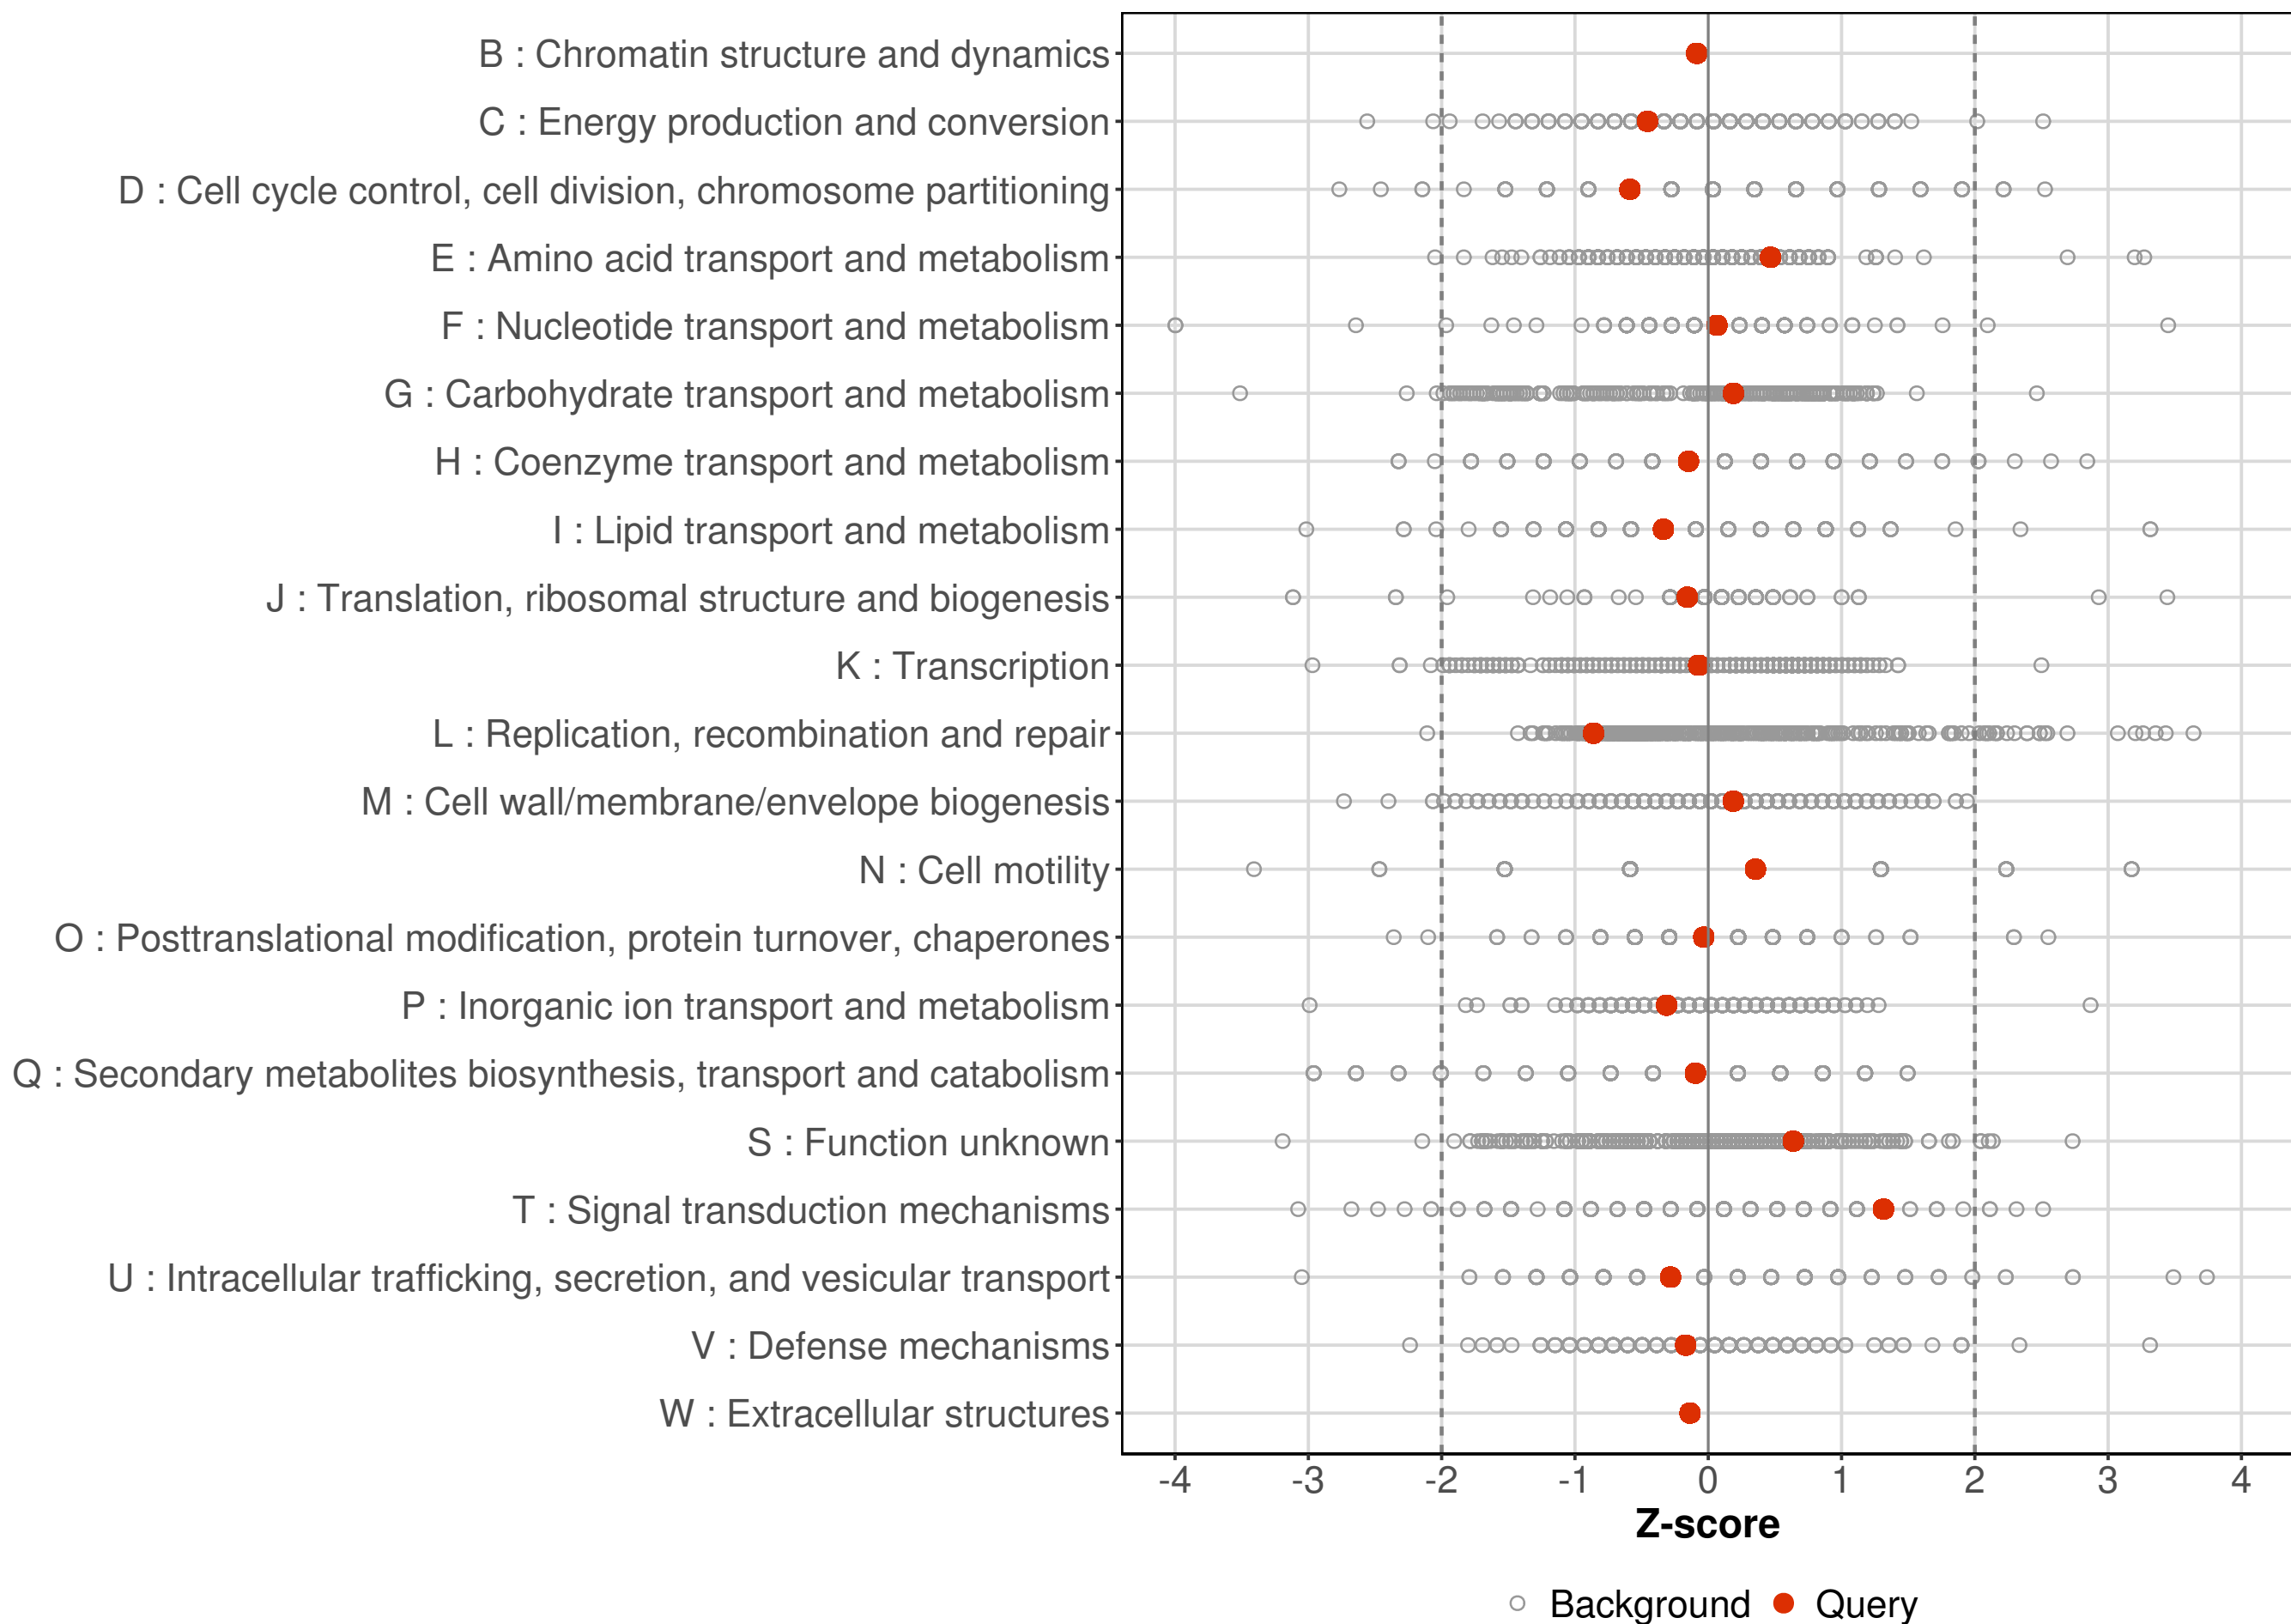 B : Chromatin structure and dynamics
C : Energy production and conversion
D : Cell cycle control, cell division, chromosome partitioning
E : Amino acid transport and metabolism
F : Nucleotide transport and metabolism
G : Carbohydrate transport and metabolism
H : Coenzyme transport and metabolism
I : Lipid transport and metabolism
J : Translation, ribosomal structure and biogenesis
K : Transcription
L : Replication, recombination and repair
M : Cell wall/membrane/envelope biogenesis
N : Cell motility
O : Posttranslational modification, protein turnover, chaperones
P : Inorganic ion transport and metabolism
Q : Secondary metabolites biosynthesis, transport and catabolism
S : Function unknown
T : Signal transduction mechanisms
U : Intracellular trafficking, secretion, and vesicular transport
V : Defense mechanisms
W : Extracellular structures
-4 -3 -2 -1 0 1 2 3 4
Z-score
Background Query